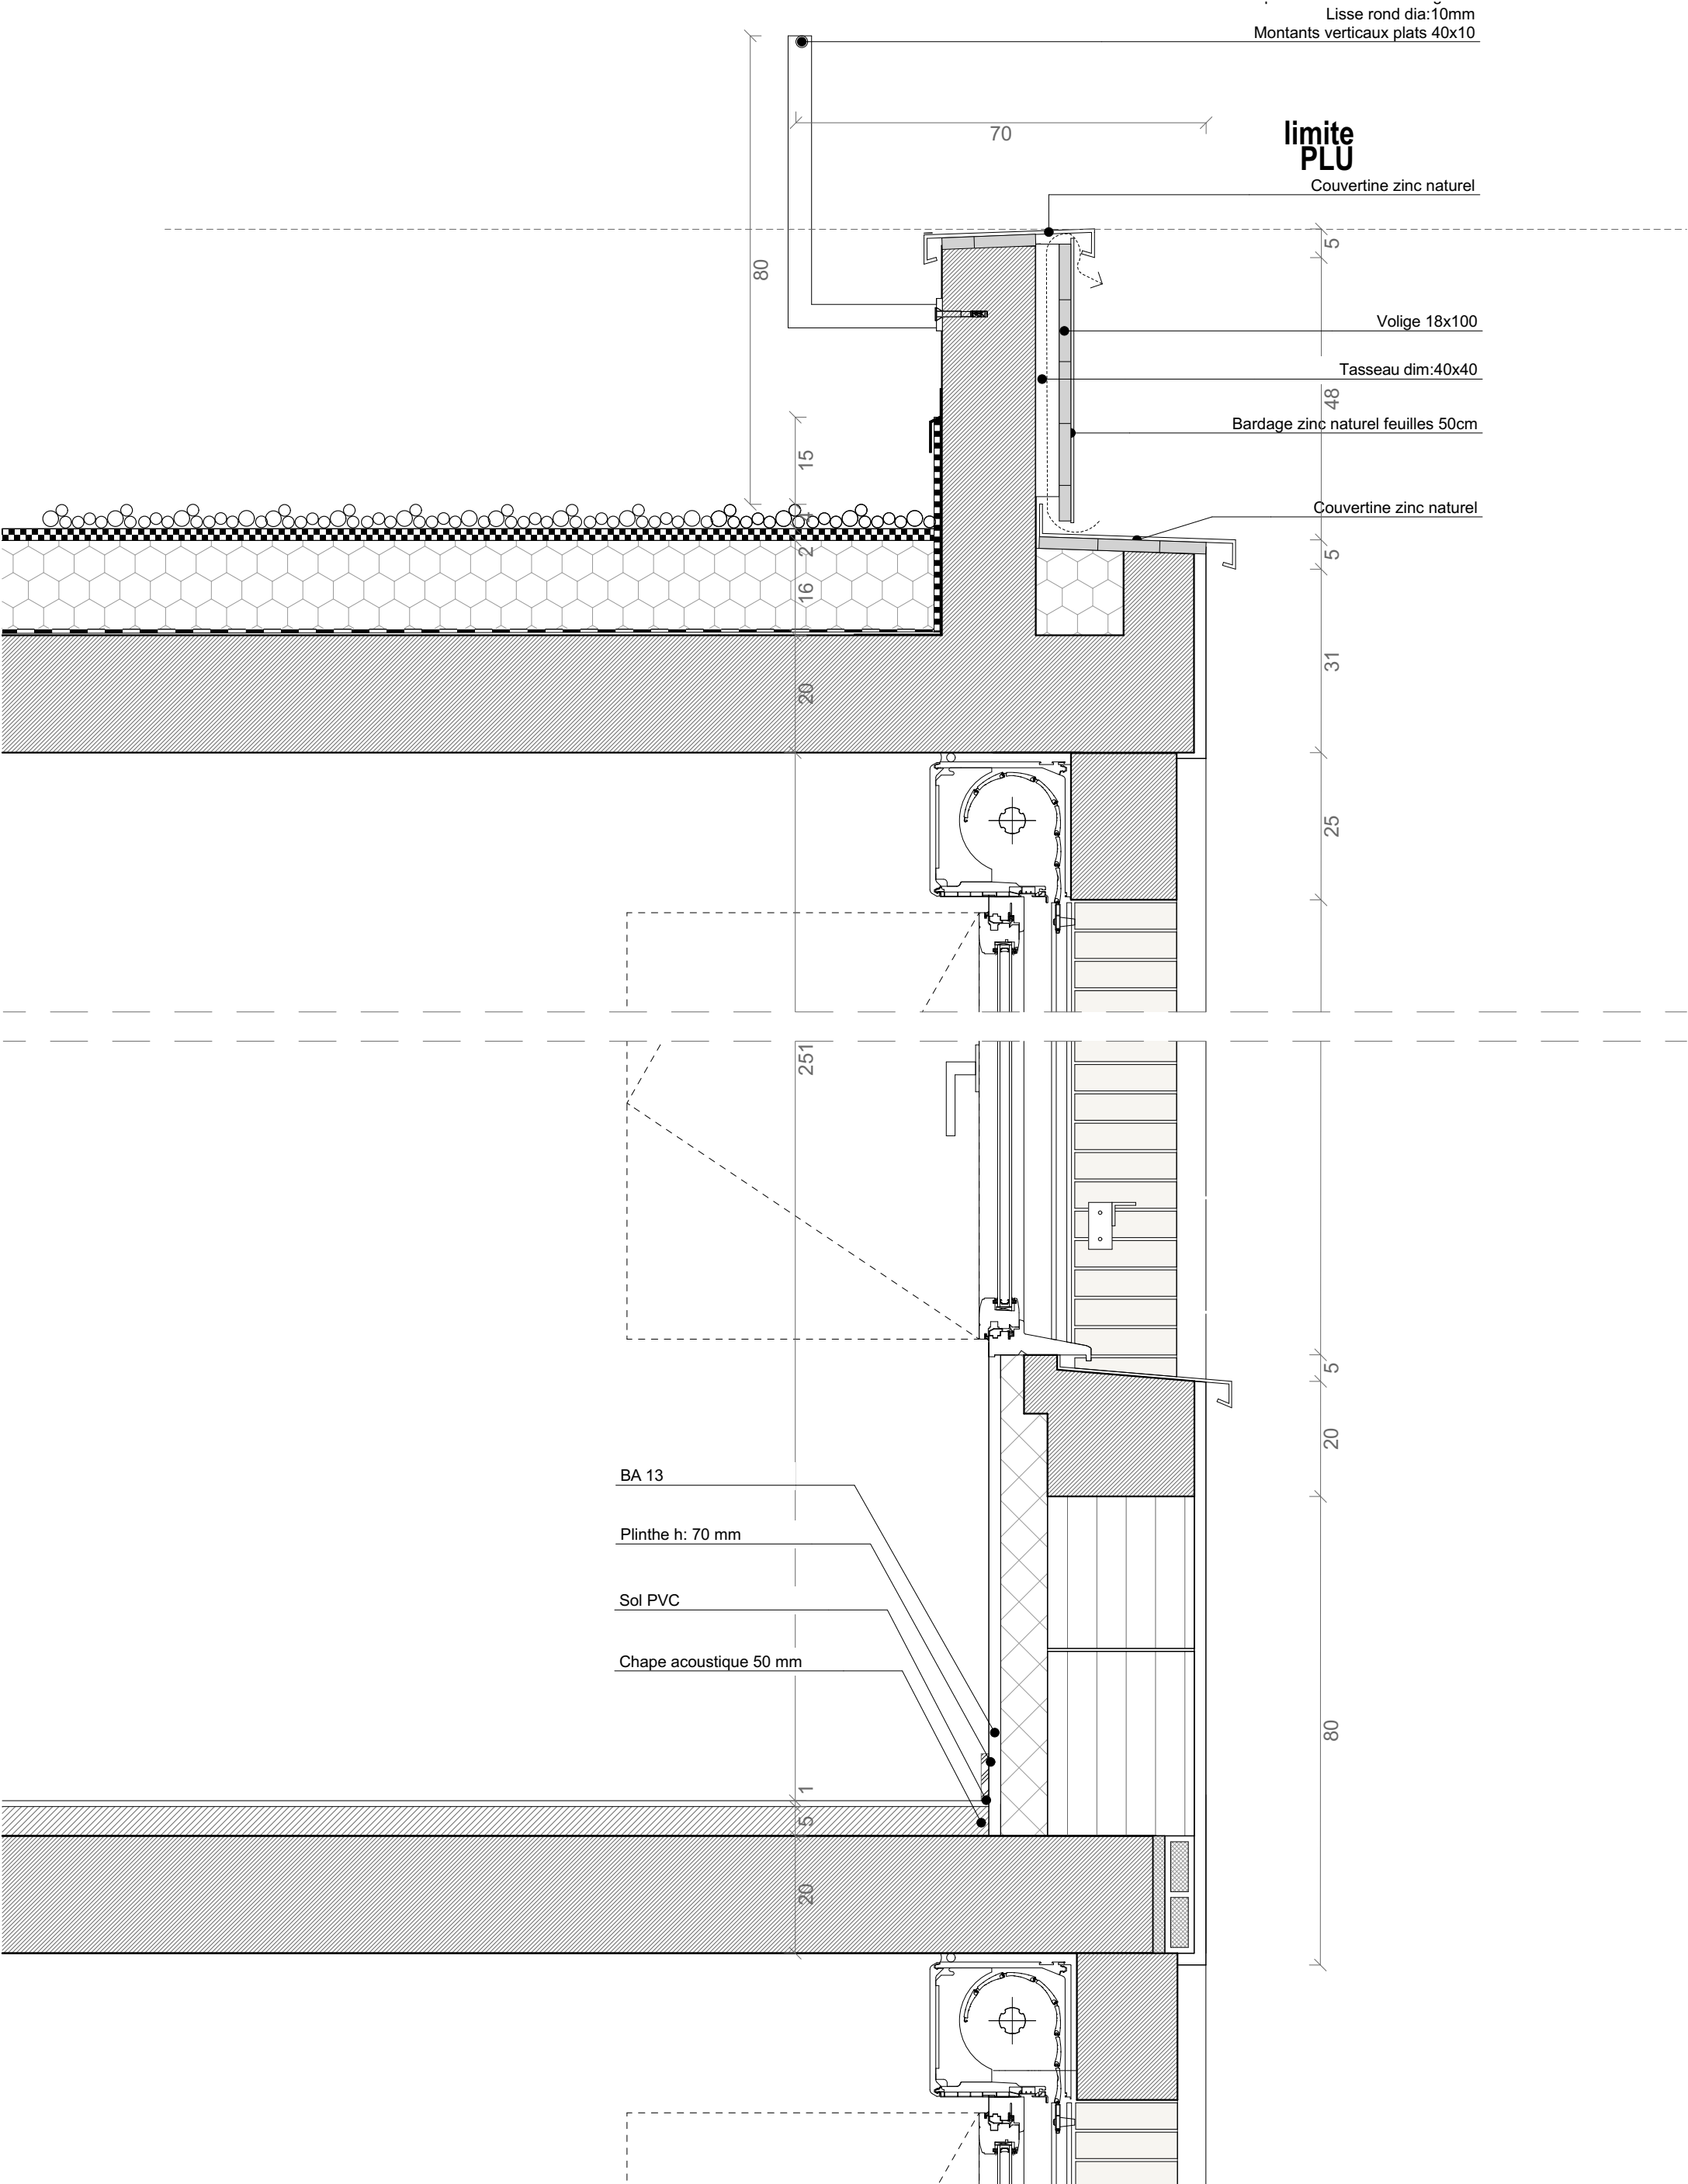 Lisse rond dia:10mm
Montants verticaux plats 40x10
70
limite
PLU
Couvertine zinc naturel
5
80
Volige 18x100
Tasseau dim:40x40
48
Bardage zinc naturel feuilles 50cm
15
Couvertine zinc naturel
4
2
5
16
31
20
25
251
5
20
BA 13
Plinthe h: 70 mm
Sol PVC
Chape acoustique 50 mm
80
1
5
20